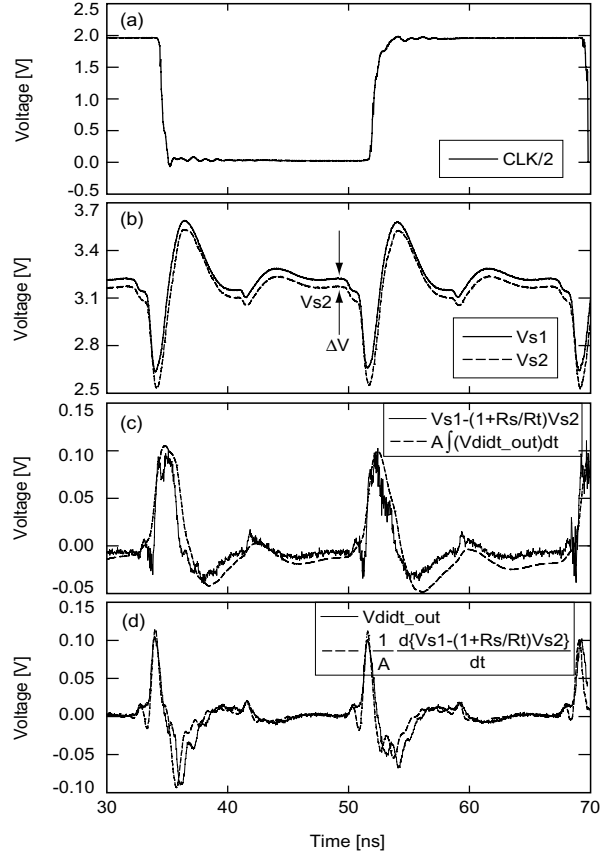 (a)
2.5
2.0
1.5
1.0
0.5
0.0
-0.5
Voltage [V]
CLK/2
(b)
3.7
3.4
3.1
2.8
2.5
Voltage [V]
Vs2
ΔV
Vs1
Vs2
(c)
0.15
0.10
0.05
0.00
-0.05
Voltage [V]
Vs1-(1+Rs/Rt)Vs2
A∫(Vdidt_out)dt
(d)
0.15
0.10
0.05
0.00
-0.05
-0.10
Voltage [V]
Vdidt_out
1 d{Vs1-(1+Rs/Rt)Vs2}
A dt
30 40 50 60 70
Time [ns]